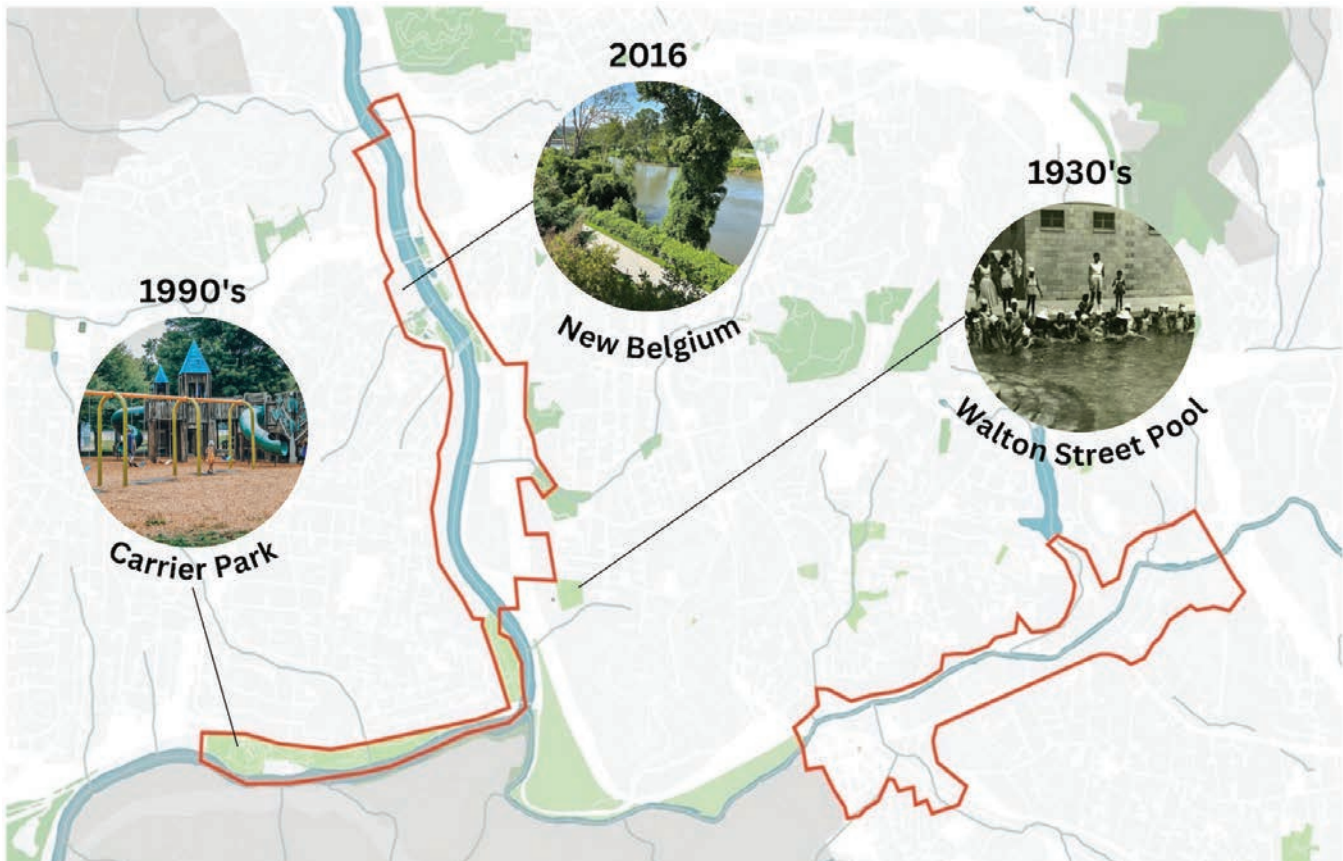 2016
New Belgium
1930's
Walton Street Pool
1990's
Carrier Park